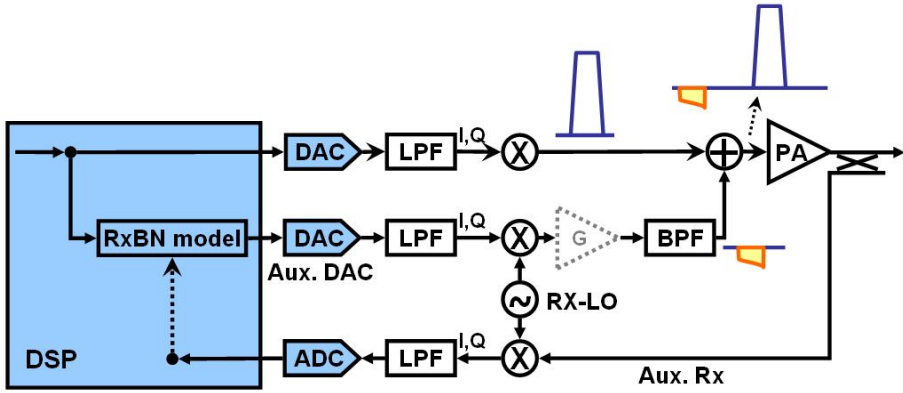 I,Q
DAC
LPF
X
+
PA
I,Q
RxBN model
DAC
LPF
X
G
BPF
Aux. DAC
~
RX-LO
I,Q
DSP
ADC
LPF
X
Aux. Rx